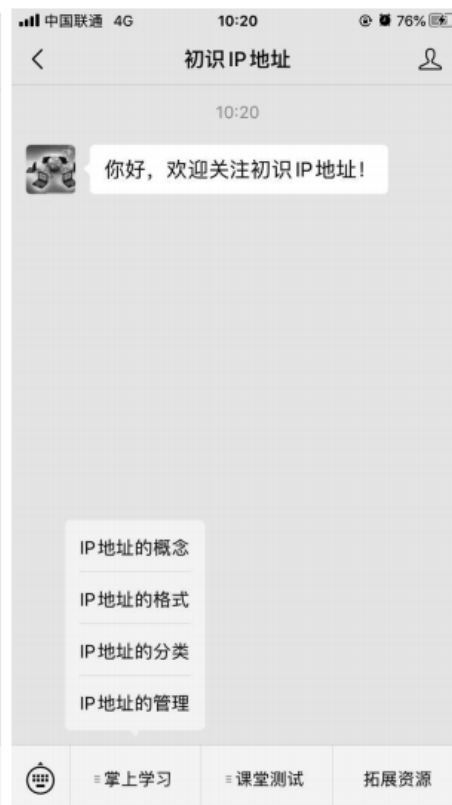 中国联通 4G 10:20 76%
初识IP地址
10:20
你好，欢迎关注初识IP地址！
IP地址的概念
IP地址的格式
IP地址的分类
IP地址的管理
掌上学习 课堂测试 拓展资源